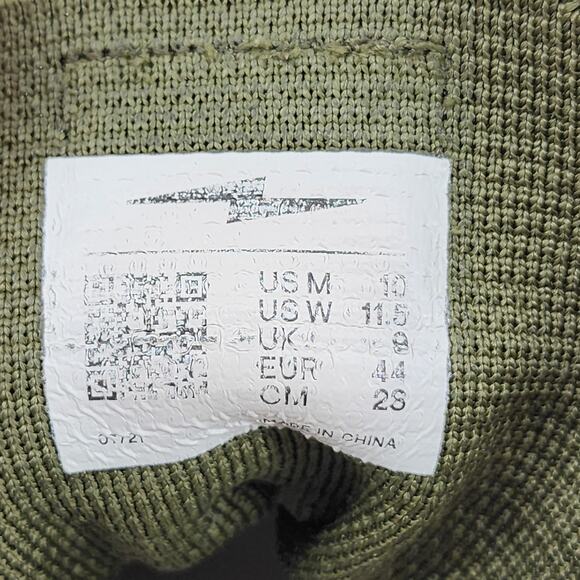 US M 10
US W 11.5
UK 9
EUR 44
CM 28
MADE IN CHINA